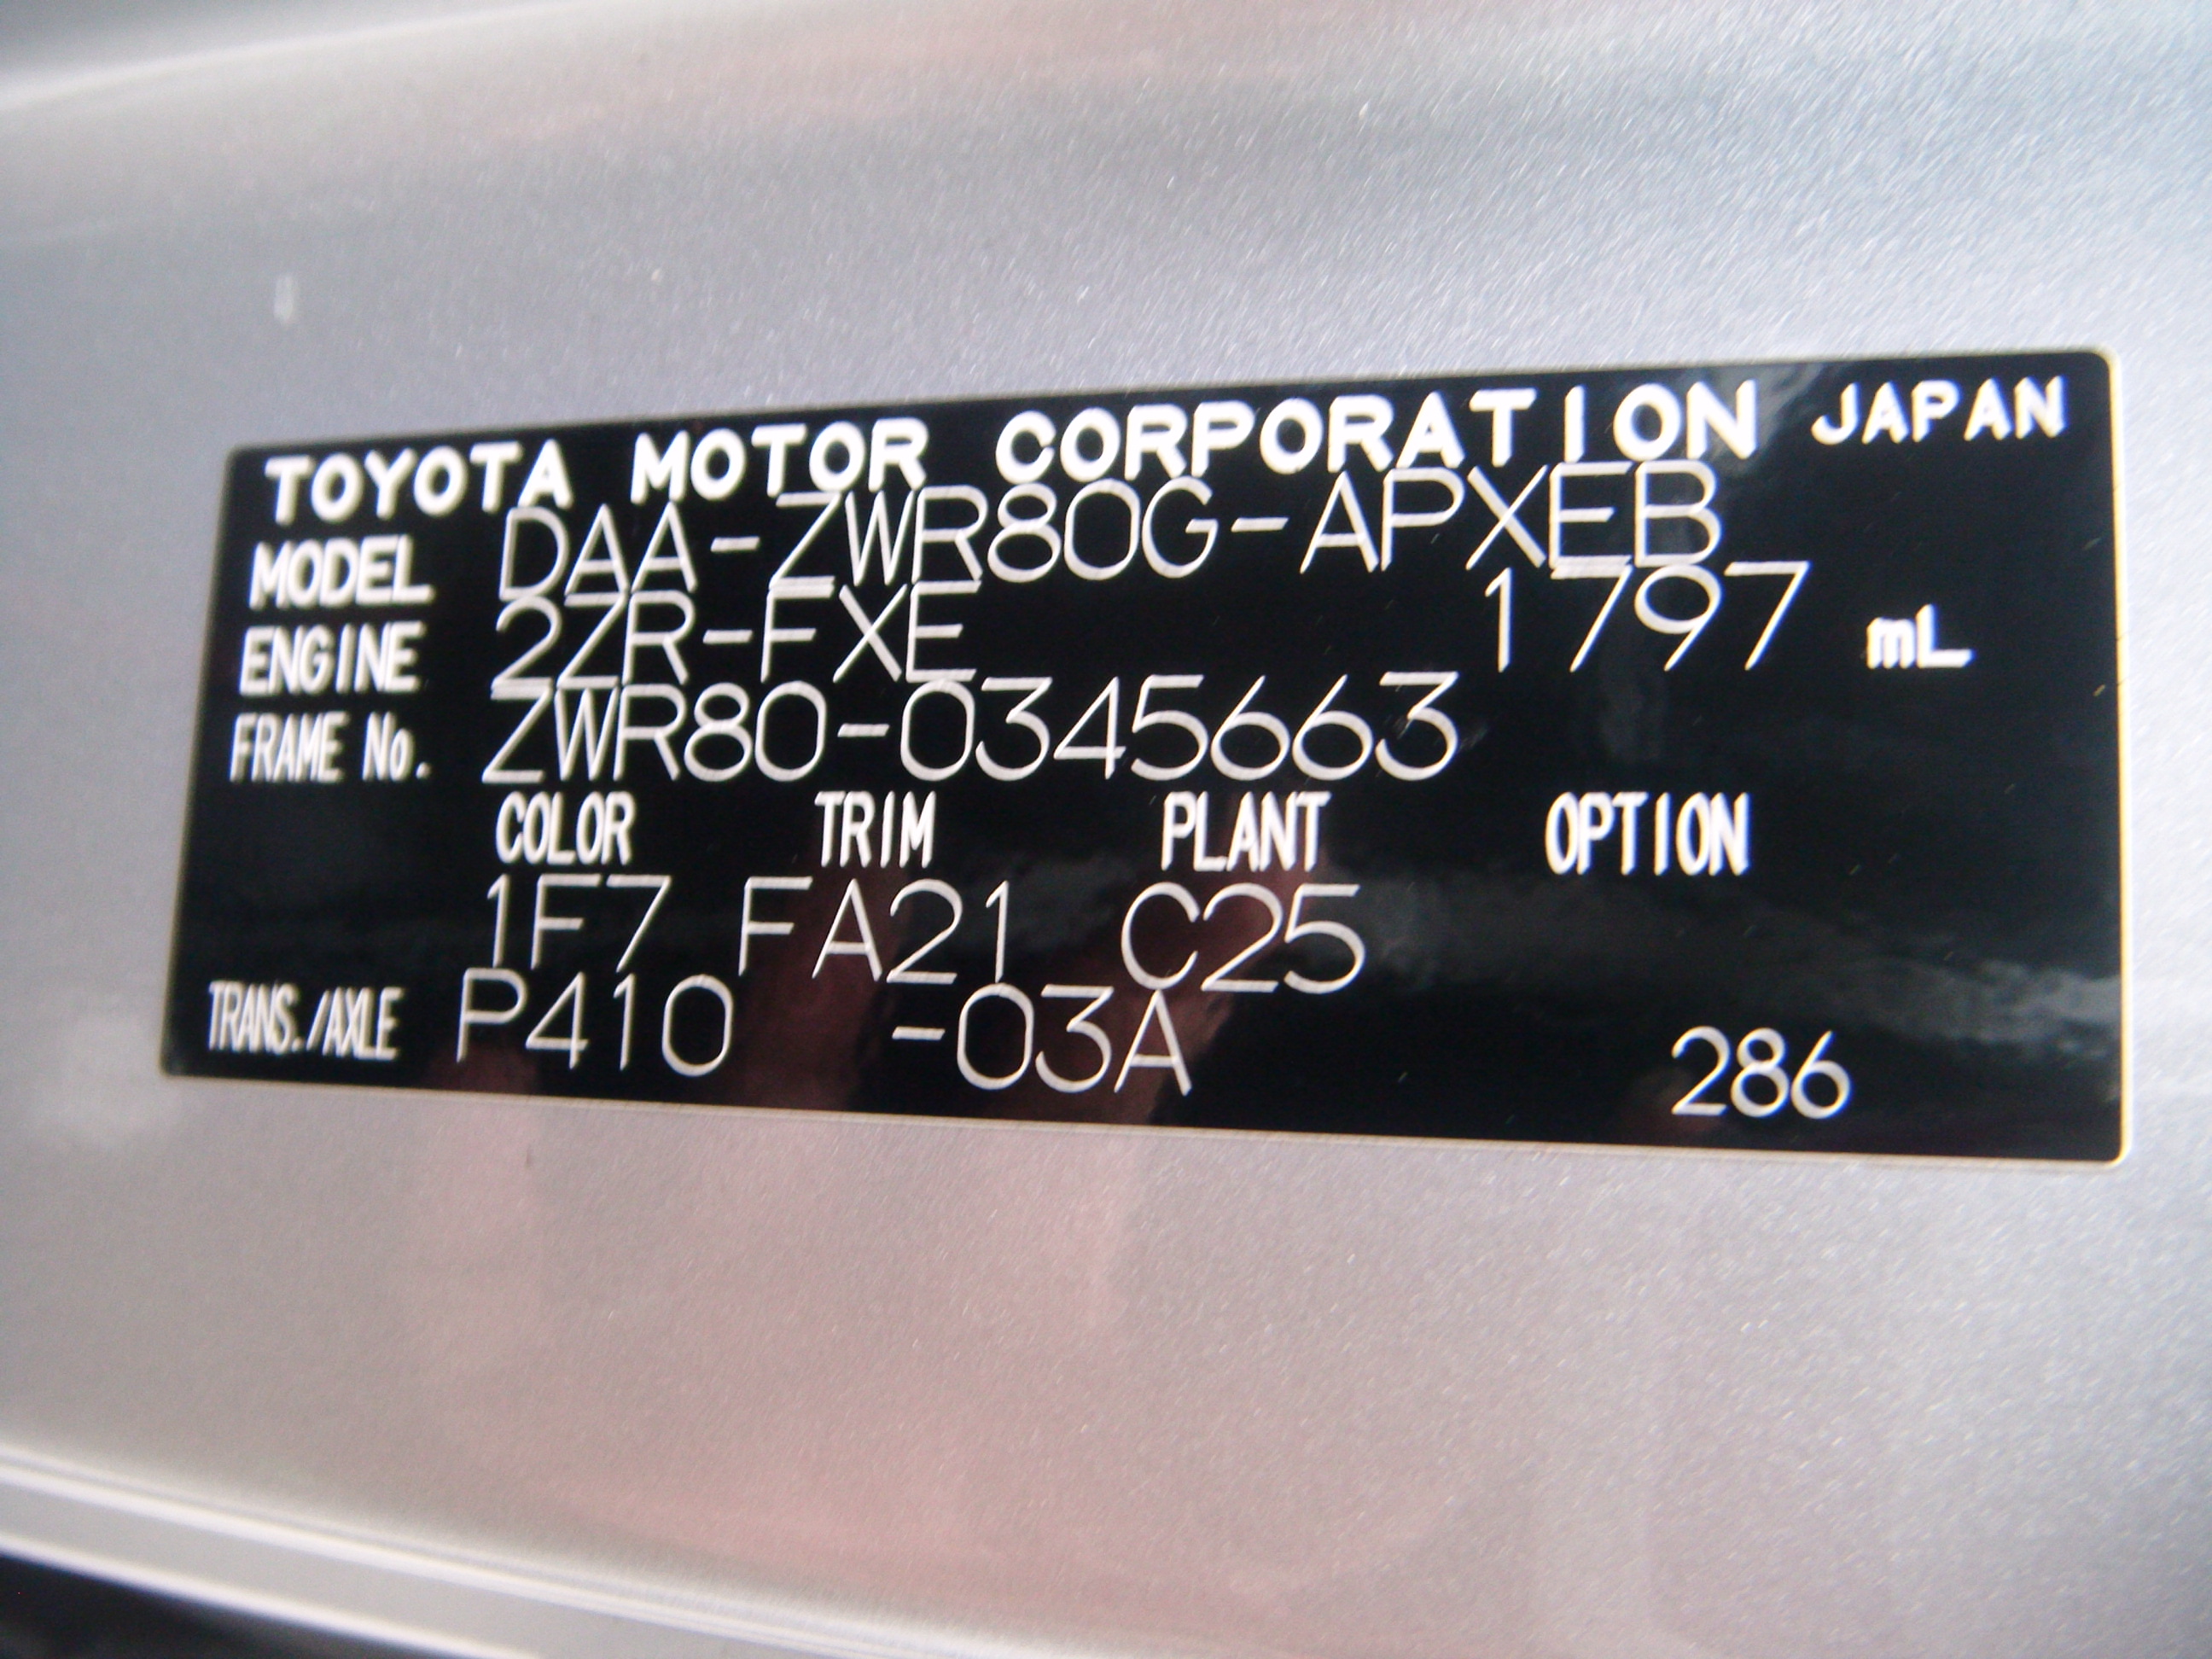 TOYOTA MOTOR CORPORATION JAPAN
MODEL DAA-ZWR80G-APXEB
ENGINE 2ZR-FXE 1797 mL
FRAME No. ZWR80-0345663
COLOR TRIM PLANT OPTION
1F7 FA21 C25
TRANS./AXLE P410 -03A 286